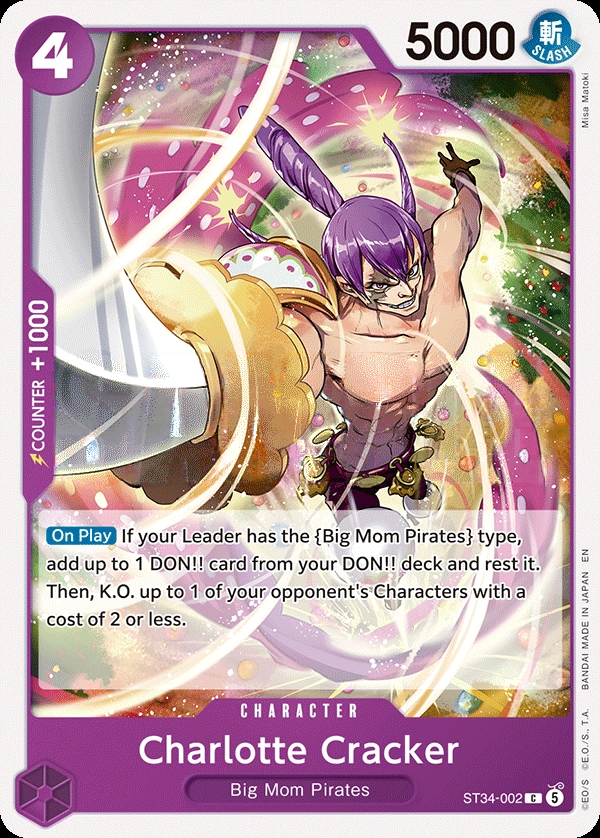 4
5000
斬
SLASH
Misa Matoki
COUNTER +1000
On Play If your Leader has the {Big Mom Pirates} type,
add up to 1 DON!! card from your DON!! deck and rest it.
Then, K.O. up to 1 of your opponent's Characters with a
cost of 2 or less.
CHARACTER
Charlotte Cracker
Big Mom Pirates
ST34-002 C 5
©E.O/S ©E.O./S., T.A. BANDAI MADE IN JAPAN EN